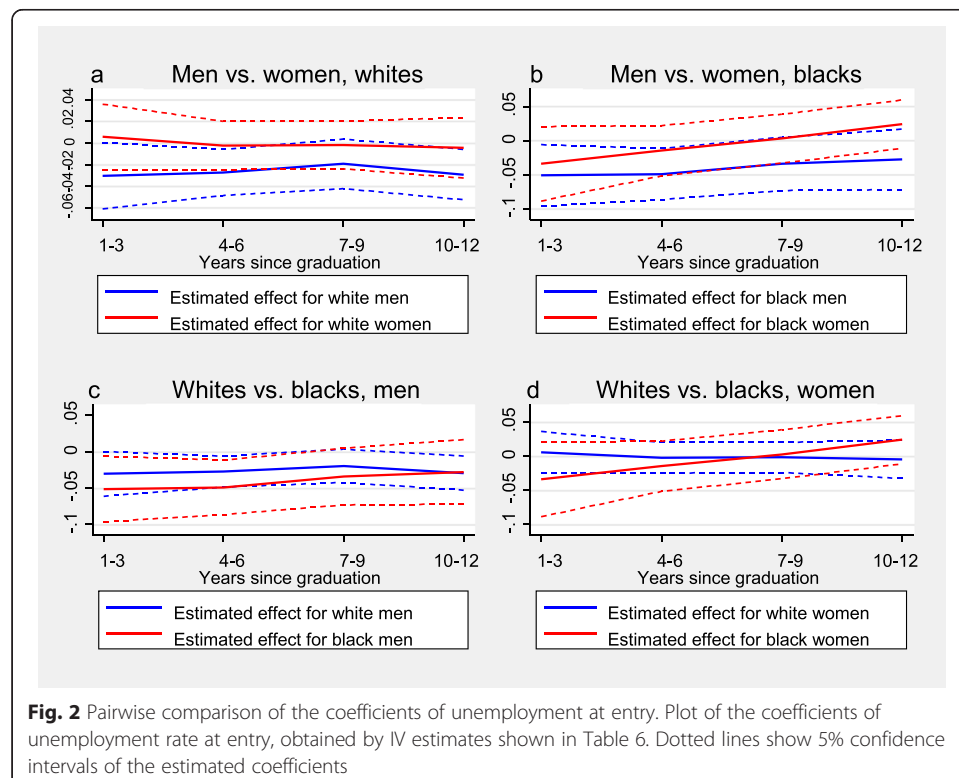 a Men vs. women, whites
.02.04
0
-.06-.04-.02
1-3 4-6 7-9 10-12
Years since graduation
Estimated effect for white men
Estimated effect for white women
b Men vs. women, blacks
.05
0
-.05
-.1
1-3 4-6 7-9 10-12
Years since graduation
Estimated effect for black men
Estimated effect for black women
c Whites vs. blacks, men
.05
0
-.05
-.1
1-3 4-6 7-9 10-12
Years since graduation
Estimated effect for white men
Estimated effect for black men
d Whites vs. blacks, women
.05
0
-.05
-.1
1-3 4-6 7-9 10-12
Years since graduation
Estimated effect for white women
Estimated effect for black women
Fig. 2 Pairwise comparison of the coefficients of unemployment at entry. Plot of the coefficients of
unemployment rate at entry, obtained by IV estimates shown in Table 6. Dotted lines show 5% confidence
intervals of the estimated coefficients